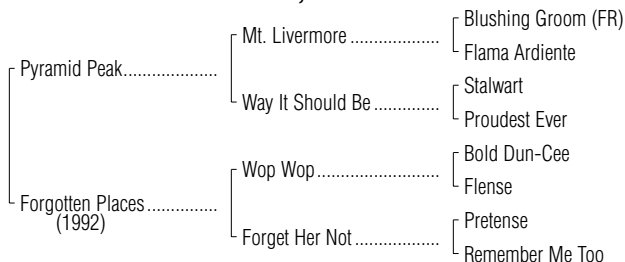 Blushing Groom (FR)
Mt. Livermore ...................
Flama Ardiente
Pyramid Peak....................
Stalwart
Way It Should Be ..............
Proudest Ever
Bold Dun-Cee
Wop Wop..........................
Flense
Forgotten Places ...............
(1992)
Pretense
Forget Her Not ..................
Remember Me Too